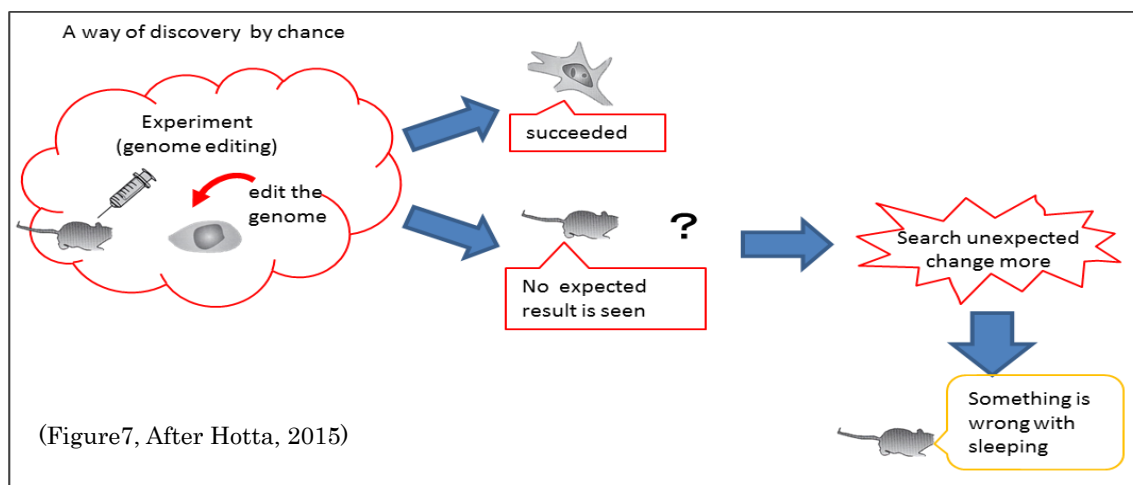 A way of discovery by chance
Experiment
(genome editing)
edit the
genome
succeeded
No expected
result is seen
?
Search unexpected
change more
Something is
wrong with
sleeping
(Figure7, After Hotta, 2015)